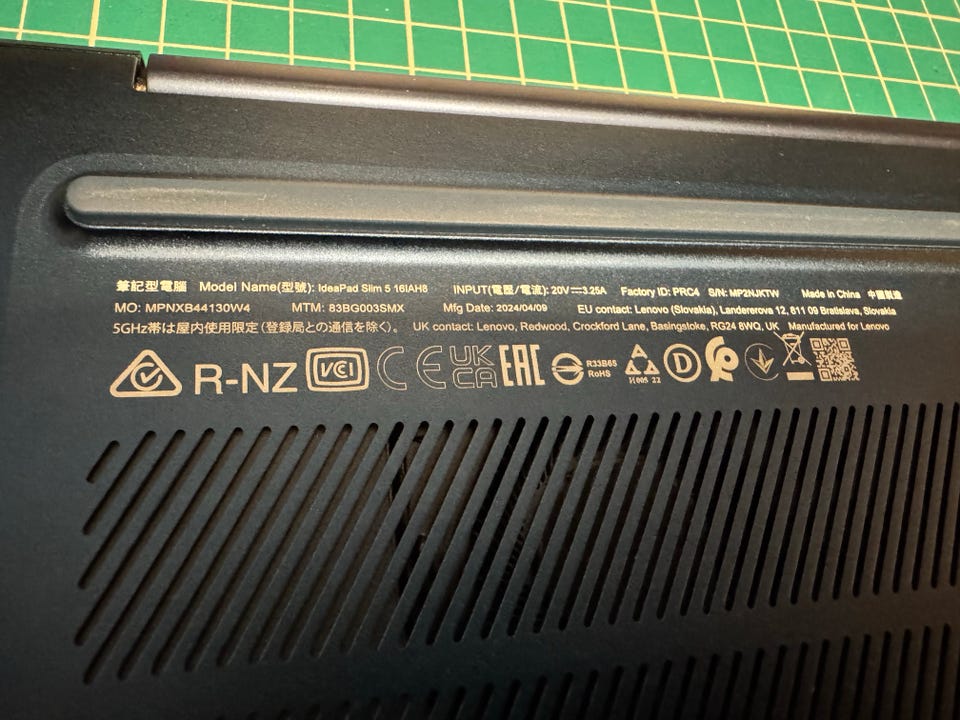 筆記型電腦 Model Name(型號): IdeaPad Slim 5 16IAH8 INPUT(電壓/電流): 20V⎓3.25A Factory ID: PRC4 S/N: MP2NJKTW Made in China 中國製造
MO: MPNXB44130W4 MTM: 83BG003SMX Mfg Date: 2024/04/09 EU contact: Lenovo (Slovakia), Landererova 12, 811 09 Bratislava, Slovakia
5GHz帯は屋内使用限定(登録局との通信を除く)。 UK contact: Lenovo, Redwood, Crockford Lane, Basingstoke, RG24 8WQ, UK Manufactured for Lenovo
R-NZ VCCI CE UK CA EAC R33B65 RoHS H005 22 D